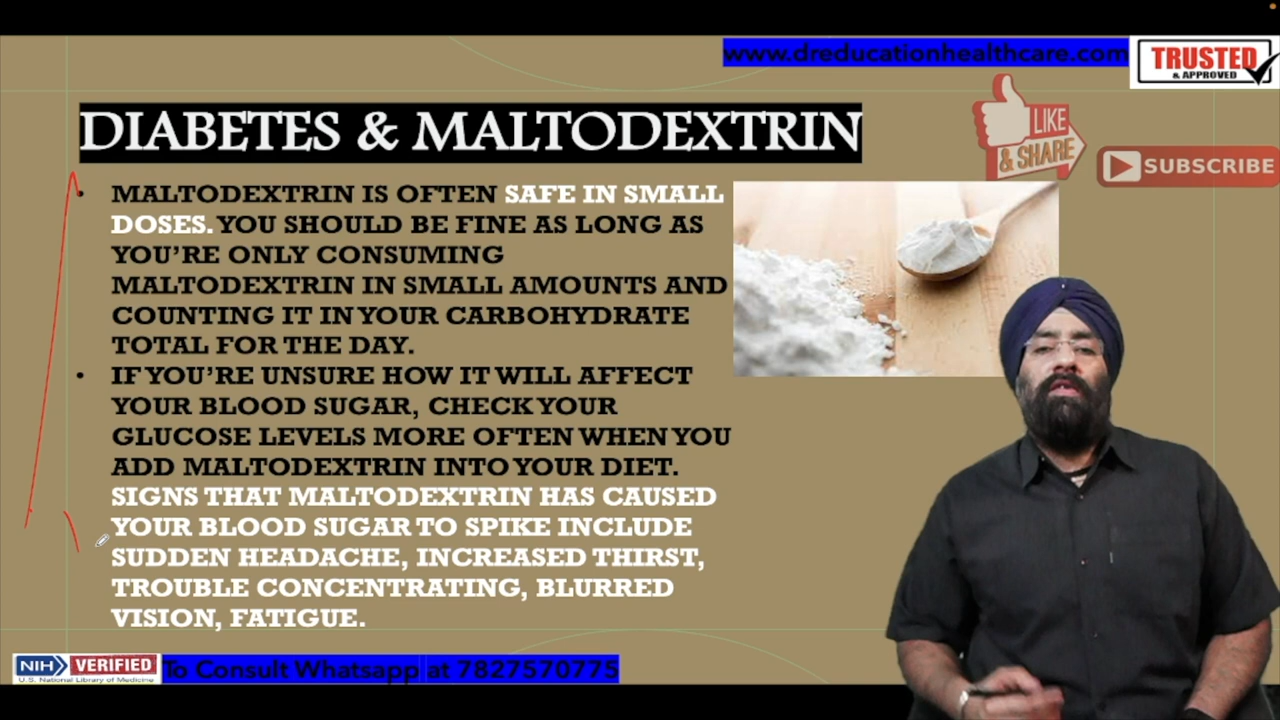 www.dreducationhealthcare.com
TRUSTED
& APPROVED
DIABETES & MALTODEXTRIN
LIKE
& SHARE
SUBSCRIBE
• MALTODEXTRIN IS OFTEN SAFE IN SMALL
DOSES. YOU SHOULD BE FINE AS LONG AS
YOU’RE ONLY CONSUMING
MALTODEXTRIN IN SMALL AMOUNTS AND
COUNTING IT IN YOUR CARBOHYDRATE
TOTAL FOR THE DAY.
• IF YOU’RE UNSURE HOW IT WILL AFFECT
YOUR BLOOD SUGAR, CHECK YOUR
GLUCOSE LEVELS MORE OFTEN WHEN YOU
ADD MALTODEXTRIN INTO YOUR DIET.
SIGNS THAT MALTODEXTRIN HAS CAUSED
YOUR BLOOD SUGAR TO SPIKE INCLUDE
SUDDEN HEADACHE, INCREASED THIRST,
TROUBLE CONCENTRATING, BLURRED
VISION, FATIGUE.
NIH VERIFIED
U.S. National Library of Medicine
To Consult Whatsapp at 7827570775